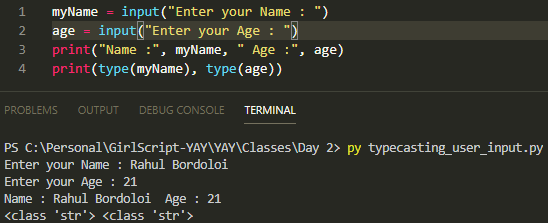 1 myName = input("Enter your Name : ")
2 age = input("Enter your Age : ")
3 print("Name :", myName, " Age :", age)
4 print(type(myName), type(age))
PROBLEMS OUTPUT DEBUG CONSOLE TERMINAL
PS C:\Personal\GirlScript-YAY\YAY\Classes\Day 2> py typecasting_user_input.py
Enter your Name : Rahul Bordoloi
Enter your Age : 21
Name : Rahul Bordoloi  Age : 21
<class 'str'> <class 'str'>